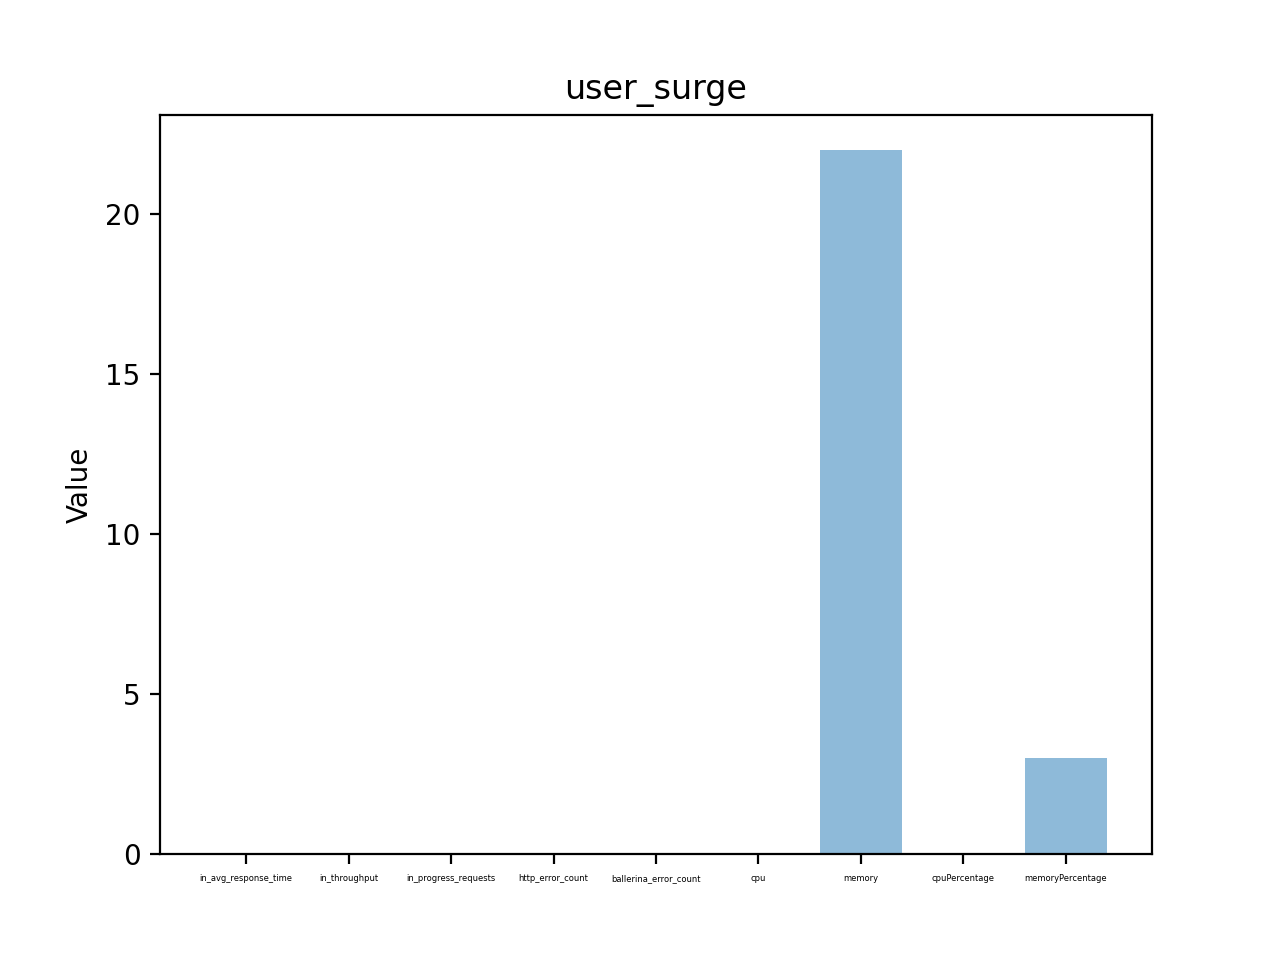 user_surge
Value
20
15
10
5
0
in_avg_response_time
in_throughput
in_progress_requests
http_error_count
ballerina_error_count
cpu
memory
cpuPercentage
memoryPercentage